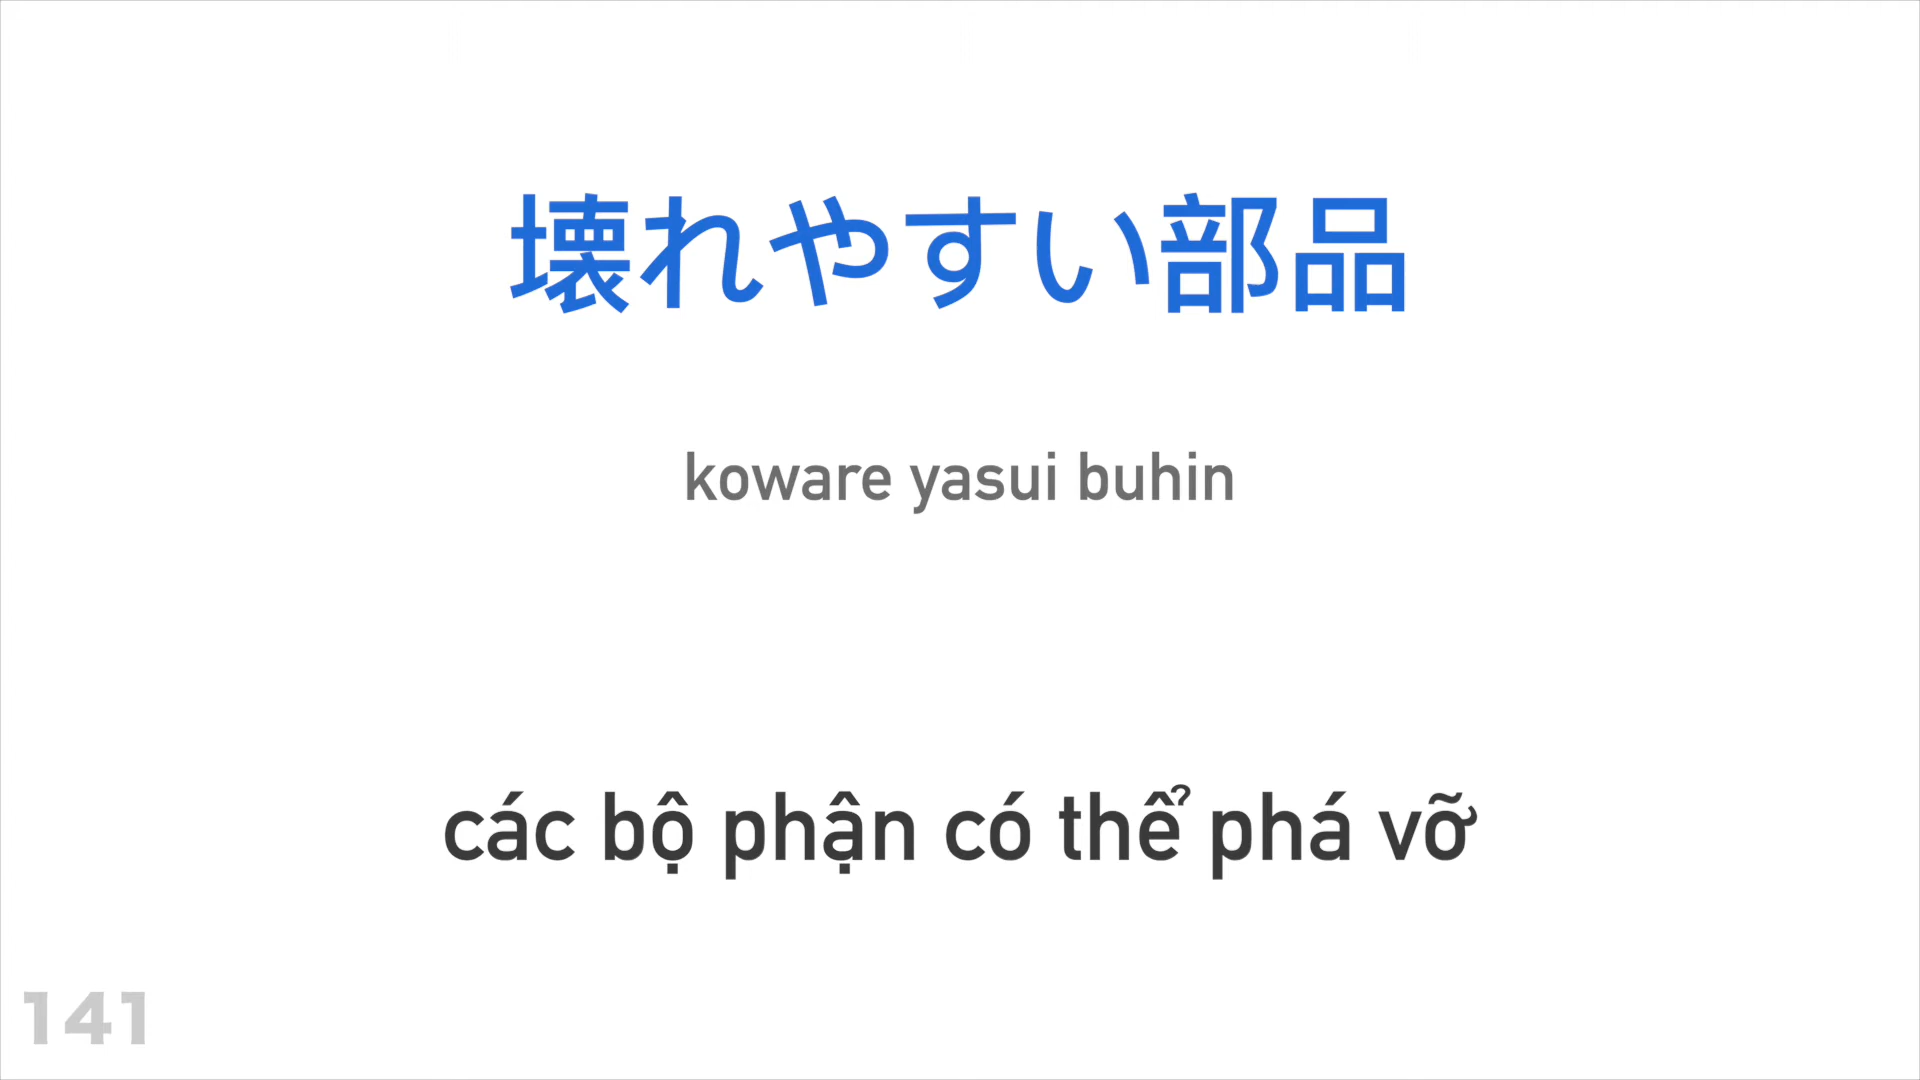 壊れやすい部品
koware yasui buhin
các bộ phận có thể phá vỡ
141